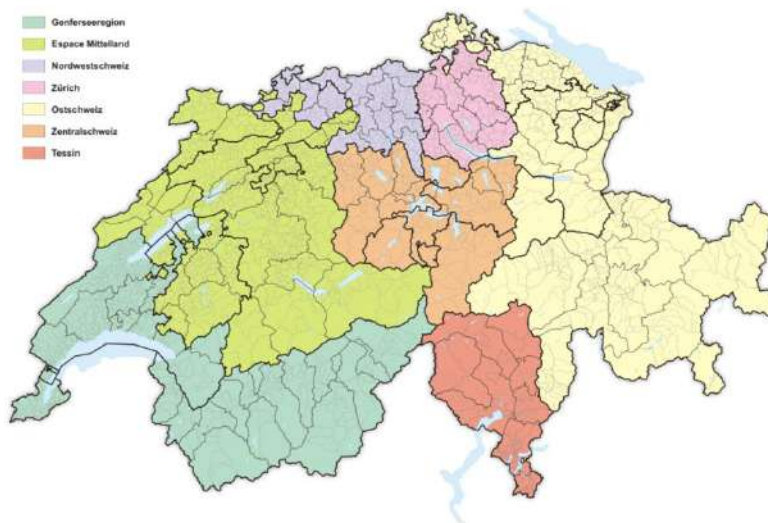 Genferseeregion
Espace Mittelland
Nordwestschweiz
Zürich
Ostschweiz
Zentralschweiz
Tessin